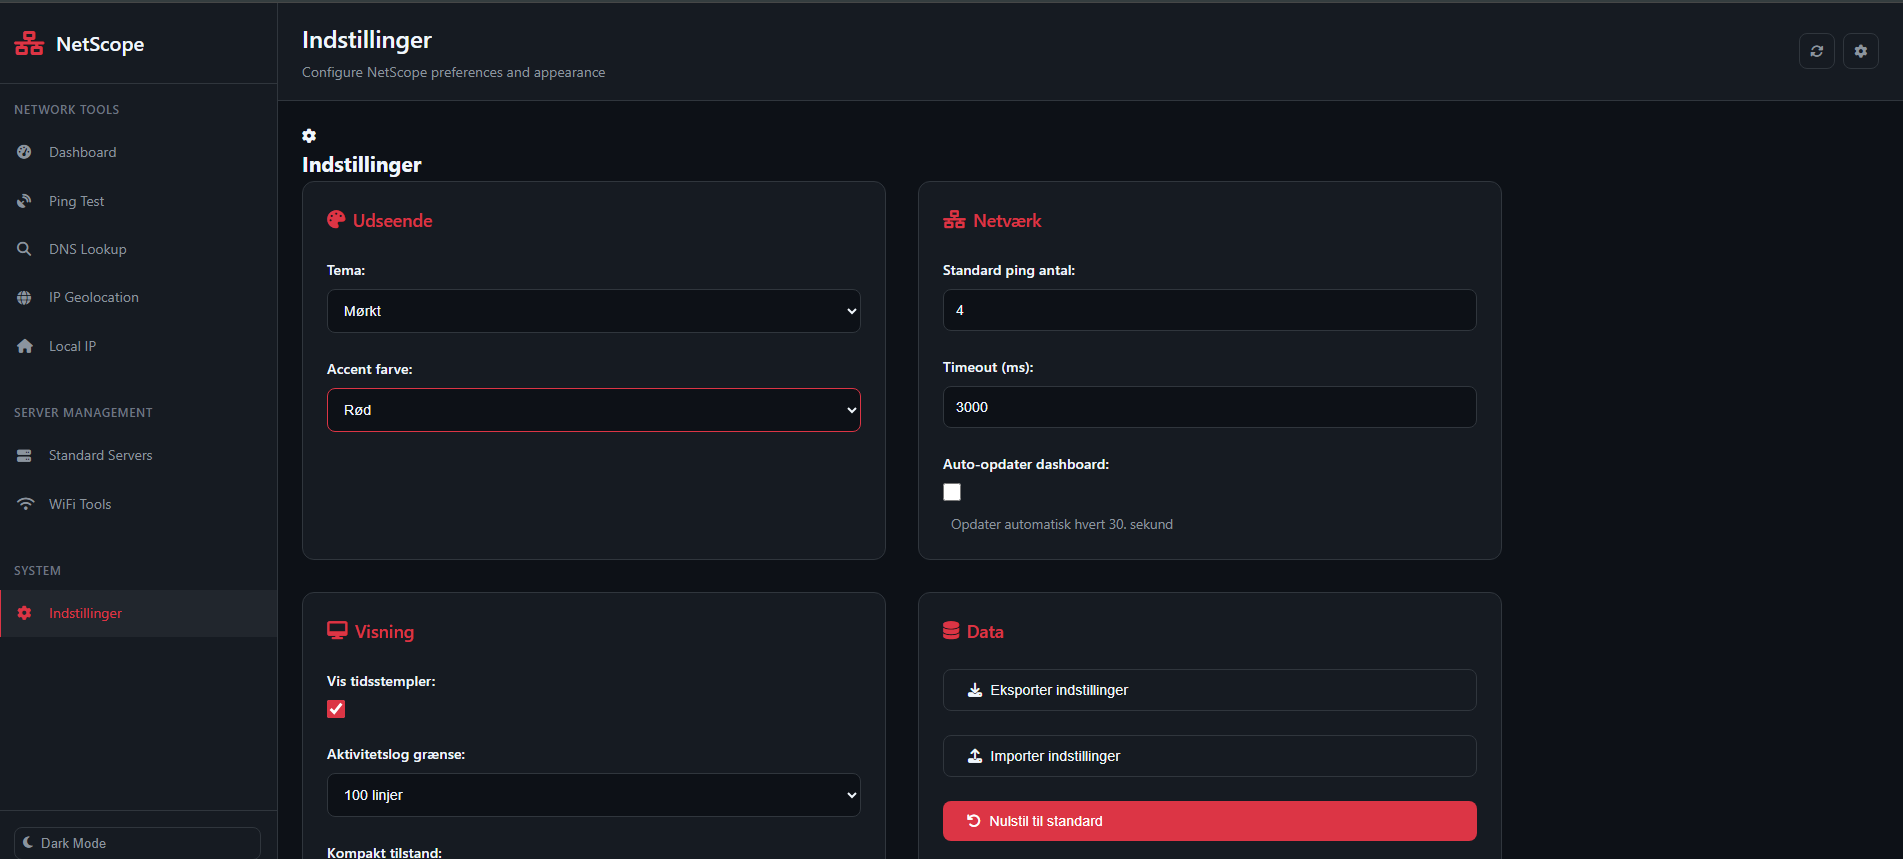 NetScope
NETWORK TOOLS
Dashboard
Ping Test
DNS Lookup
IP Geolocation
Local IP
SERVER MANAGEMENT
Standard Servers
WiFi Tools
SYSTEM
Indstillinger
Dark Mode
Indstillinger
Configure NetScope preferences and appearance
Indstillinger
Udseende
Tema:
Mørkt
Accent farve:
Rød
Netværk
Standard ping antal:
4
Timeout (ms):
3000
Auto-opdater dashboard:
Opdater automatisk hvert 30. sekund
Visning
Vis tidsstempler:
Aktivitetslog grænse:
100 linjer
Kompakt tilstand:
Data
Eksporter indstillinger
Importer indstillinger
Nulstil til standard